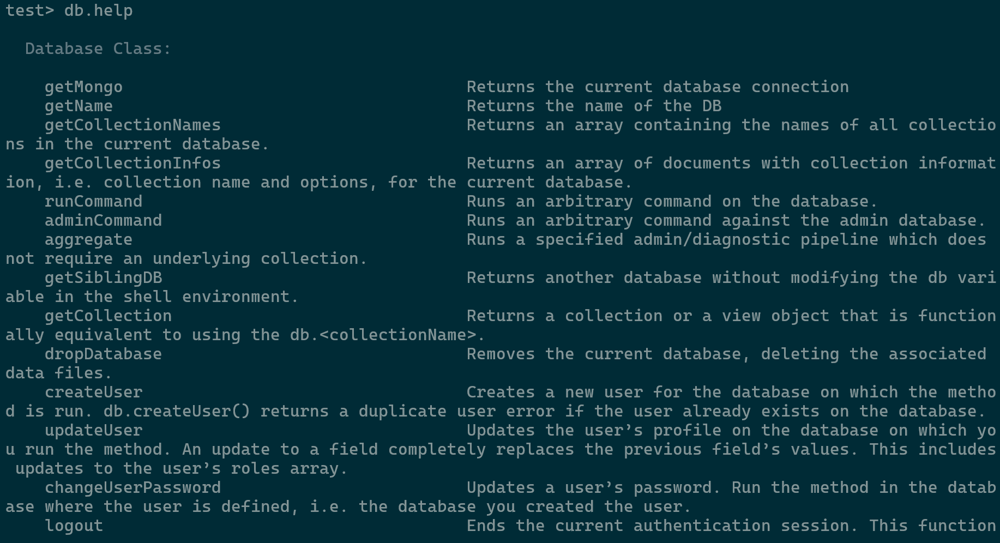 test> db.help
Database Class:
getMongo Returns the current database connection
getName Returns the name of the DB
getCollectionNames Returns an array containing the names of all collectio
ns in the current database.
getCollectionInfos Returns an array of documents with collection informat
ion, i.e. collection name and options, for the current database.
runCommand Runs an arbitrary command on the database.
adminCommand Runs an arbitrary command against the admin database.
aggregate Runs a specified admin/diagnostic pipeline which does
not require an underlying collection.
getSiblingDB Returns another database without modifying the db vari
able in the shell environment.
getCollection Returns a collection or a view object that is function
ally equivalent to using the db.<collectionName>.
dropDatabase Removes the current database, deleting the associated
data files.
createUser Creates a new user for the database on which the metho
d is run. db.createUser() returns a duplicate user error if the user already exists on the database.
updateUser Updates the user’s profile on the database on which yo
u run the method. An update to a field completely replaces the previous field’s values. This includes
updates to the user’s roles array.
changeUserPassword Updates a user’s password. Run the method in the datab
ase where the user is defined, i.e. the database you created the user.
logout Ends the current authentication session. This function